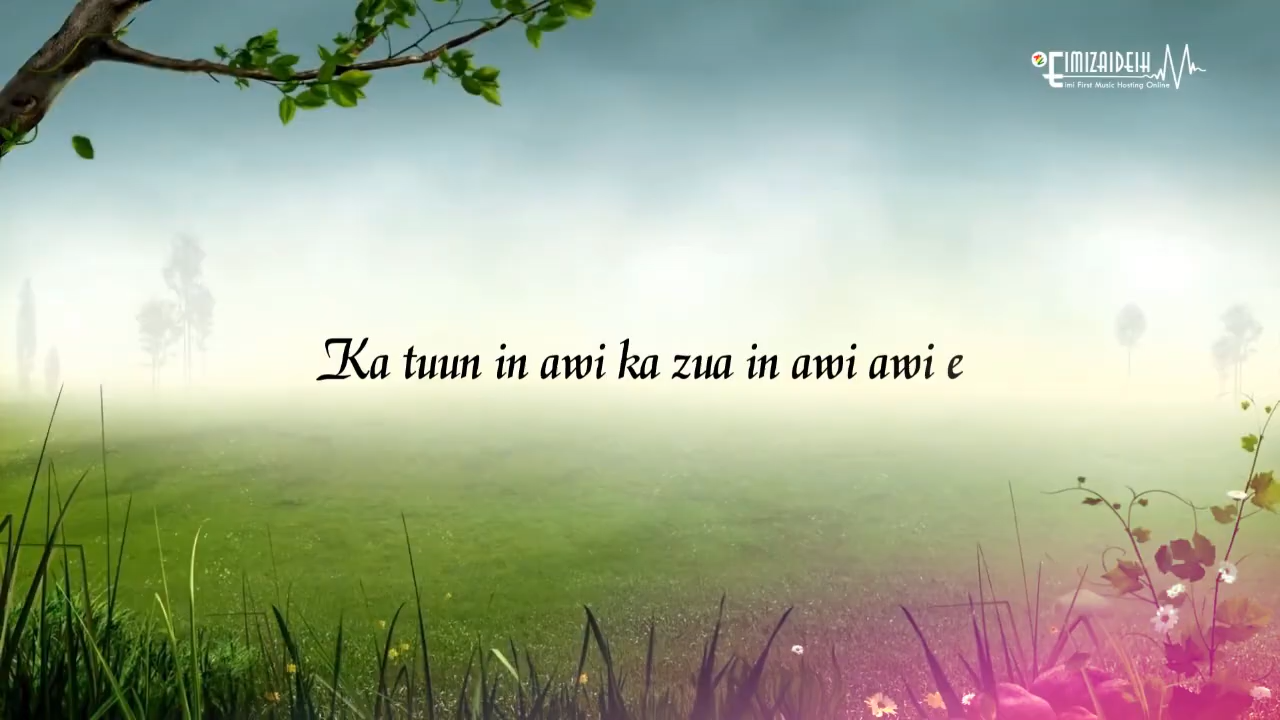 EIMIZAIDEIH
Eimi First Music Hosting Online
Ka tuun in awi ka zua in awi awi e